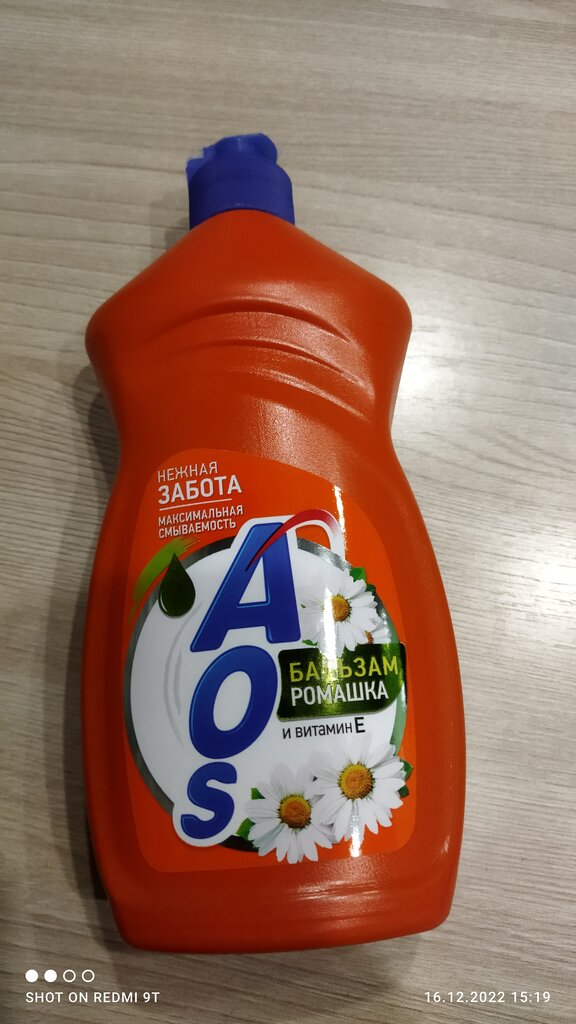 НЕЖНАЯ
ЗАБОТА
МАКСИМАЛЬНАЯ
СМЫВАЕМОСТЬ
AOS
БАЛЬЗАМ
РОМАШКА
И ВИТАМИН Е
SHOT ON REDMI 9T
16.12.2022 15:19